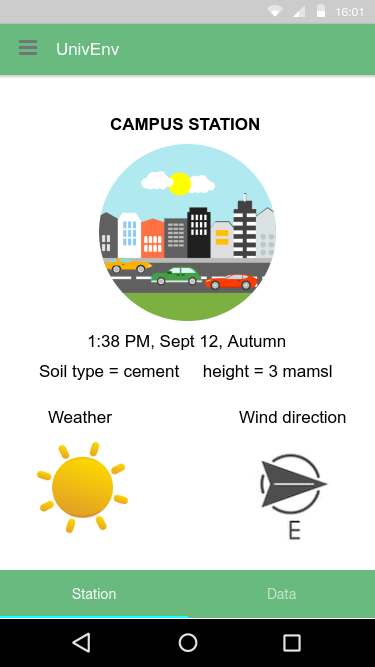 16:01
UnivEnv
CAMPUS STATION
1:38 PM, Sept 12, Autumn
Soil type = cement height = 3 mamsl
Weather Wind direction
E
Station Data